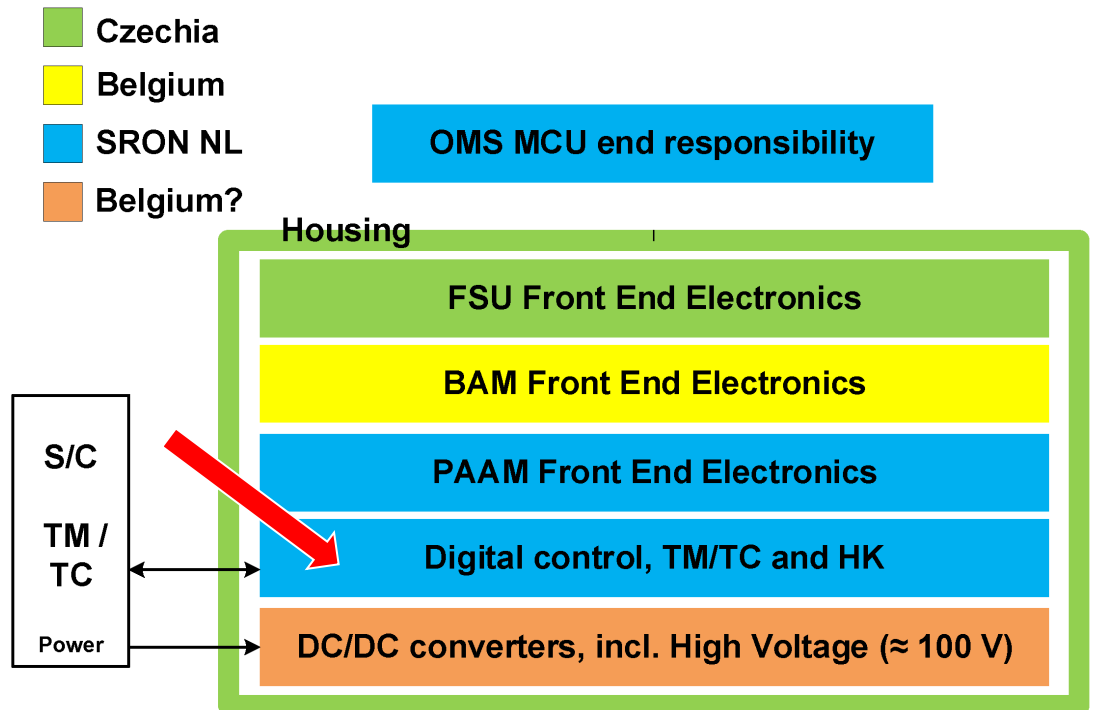 Czechia
Belgium
SRON NL
Belgium?
OMS MCU end responsibility
Housing
FSU Front End Electronics
BAM Front End Electronics
PAAM Front End Electronics
Digital control, TM/TC and HK
DC/DC converters, incl. High Voltage (≈ 100 V)
S/C
TM /
TC
Power